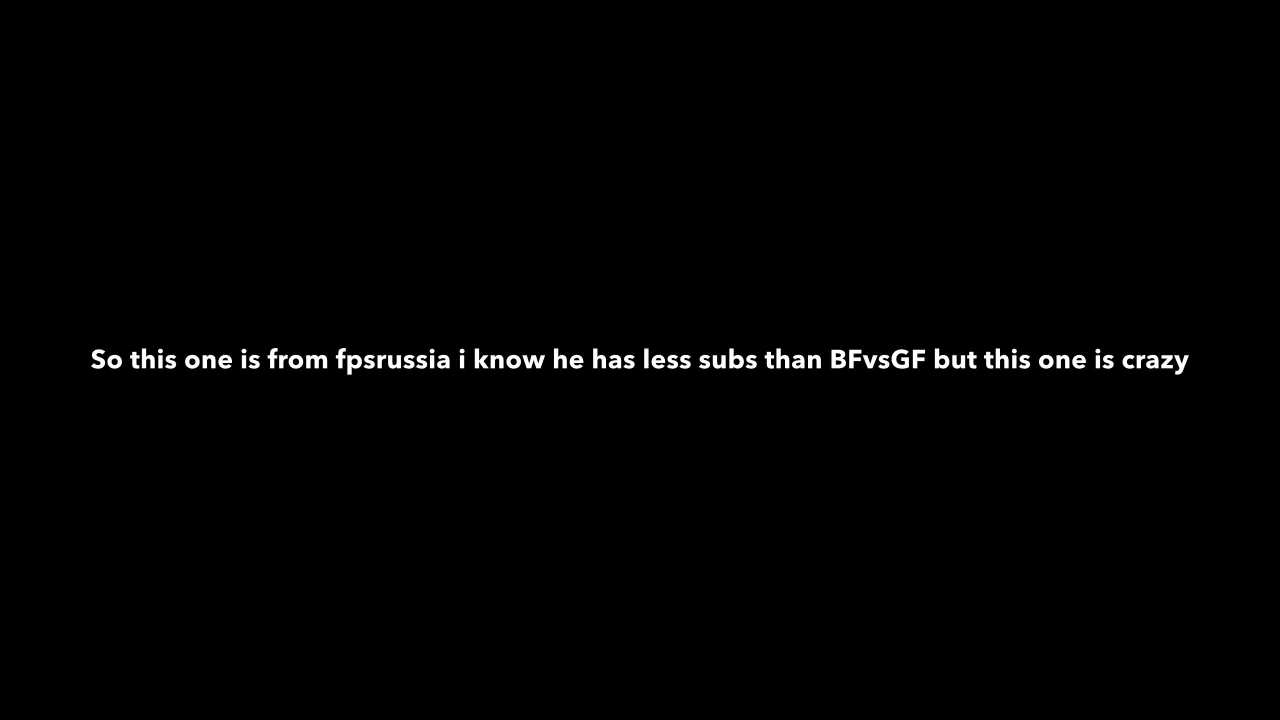 So this one is from fpsrussia i know he has less subs than BFvsGF but this one is crazy